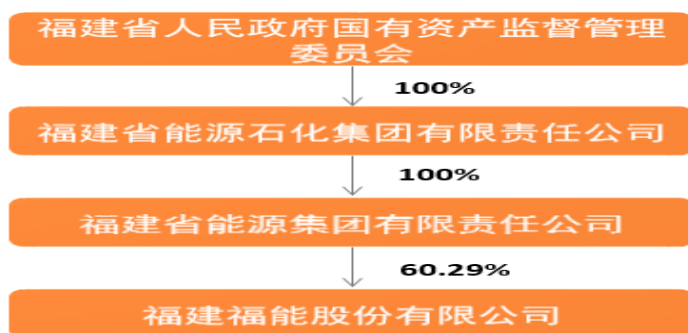 福建省人民政府国有资产监督管理
委员会
100%
福建省能源石化集团有限责任公司
100%
福建省能源集团有限责任公司
60.29%
福建福能股份有限公司